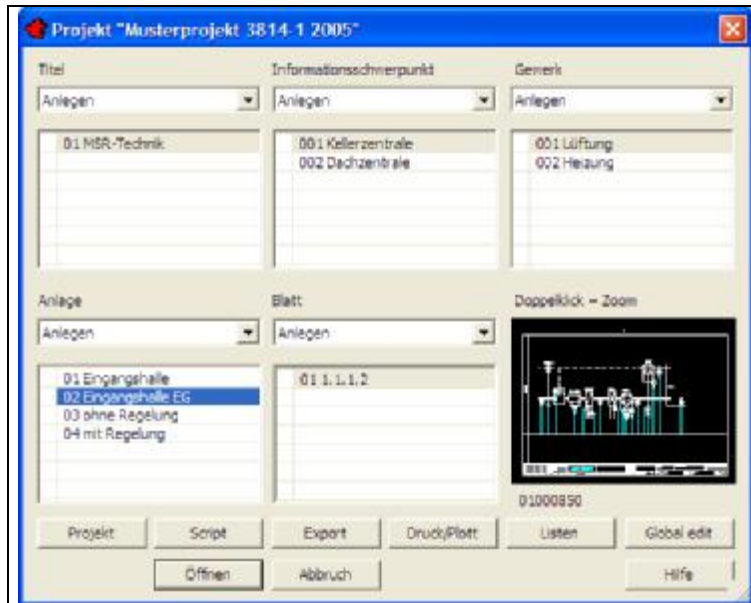 Projekt "Musterprojekt 3814-1 2005"
Titel
Informationsschwerpunkt
Gewerk
Anlegen
Anlegen
Anlegen
01 MSR-Technik
001 Kellerzentrale
002 Dachzentrale
001 Lüftung
002 Heizung
Anlage
Blatt
Doppelklick = Zoom
Anlegen
Anlegen
01 Eingangshalle
02 Eingangshalle EG
03 ohne Regelung
04 mit Regelung
01 1.1.1.2
01000850
Projekt
Script
Export
Druck/Plott
Listen
Global edit
Öffnen
Abbruch
Hilfe